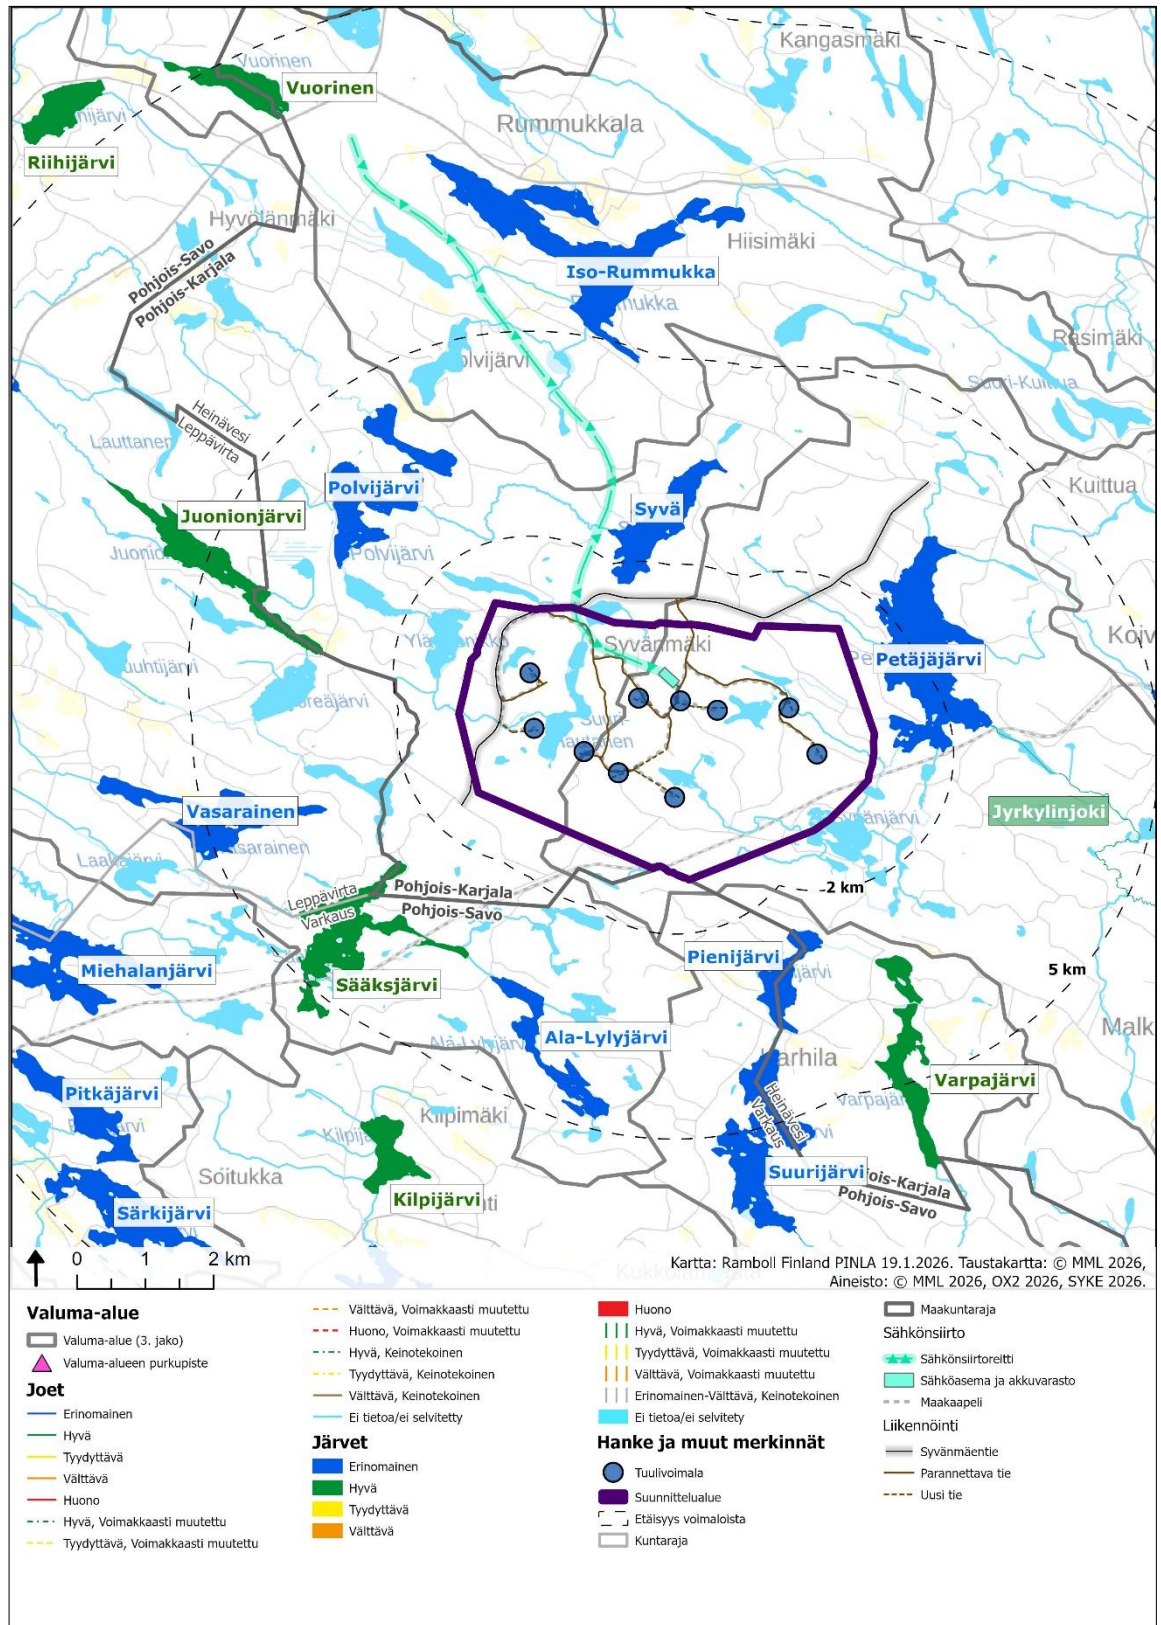 Kangasmäki
Vuorinen
Vuorinen
Rummukkala
Riihijärvi
Hyvölänmäki
Hiisimäki
Iso-Rummukka
Pohjois-Savo
Pohjois-Karjala
Rasimäki
Suuri-Kuittua
Heinävesi
Leppävirta
Lauttanen
Polvijärvi
Syvä
Kuittua
Juonionjärvi
Polvijärvi
Syvänmäki
Petäjäjärvi
Vasarainen
Jyrkylinjoki
Laakajärvi
2 km
Leppävirta
Varkaus
Pohjois-Karjala
Pohjois-Savo
Miehalanjärvi
Pienijärvi
5 km
Sääksjärvi
Ala-Lylyjärvi
Ala-Lylyjärvi
Pitkäjärvi
Varpajärvi
Kilpimäki
Heinävesi
Varkaus
Soitukka
Suurijärvi
Pohjois-Savo
Kilpijärvi
Särkijärvi
0 1 2 km
Kartta: Ramboll Finland PINLA 19.1.2026. Taustakartta: © MML 2026,
Aineisto: © MML 2026, OX2 2026, SYKE 2026.
Valuma-alue
Valuma-alue (3. jako)
Valuma-alueen purkupiste
Joet
Erinomainen
Hyvä
Tyydyttävä
Välttävä
Huono
Hyvä, Voimakkaasti muutettu
Tyydyttävä, Voimakkaasti muutettu
Välttävä, Voimakkaasti muutettu
Huono, Voimakkaasti muutettu
Hyvä, Keinotekoinen
Tyydyttävä, Keinotekoinen
Välttävä, Keinotekoinen
Ei tietoa/ei selvitetty
Järvet
Erinomainen
Hyvä
Tyydyttävä
Välttävä
Huono
Hyvä, Voimakkaasti muutettu
Tyydyttävä, Voimakkaasti muutettu
Välttävä, Voimakkaasti muutettu
Erinomainen-Välttävä, Keinotekoinen
Ei tietoa/ei selvitety
Hanke ja muut merkinnät
Tuulivoimala
Suunnittelualue
Etäisyys voimaloista
Kuntaraja
Maakuntaraja
Sähkönsiirto
Sähkönsiirtoreitti
Sähköasema ja akkuvarasto
Maakaapeli
Liikennöinti
Syvänmäentie
Parannettava tie
Uusi tie